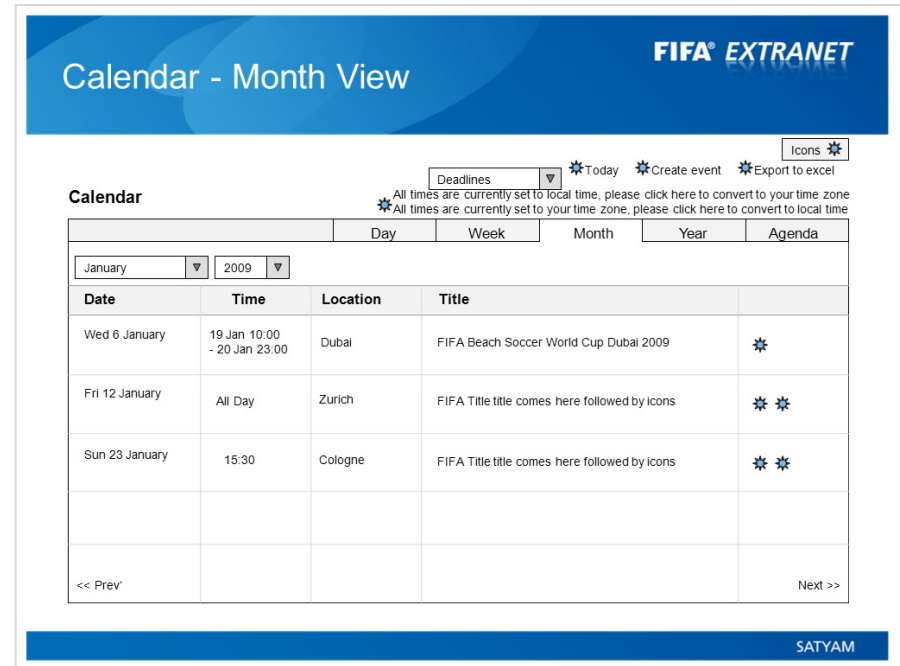 FIFA® EXTRANET
Calendar - Month View
Icons
Deadlines
Today
Create event
Export to excel
Calendar
All times are currently set to local time, please click here to convert to your time zone
All times are currently set to your time zone, please click here to convert to local time
Day Week Month Year Agenda
January 2009
Date Time Location Title
Wed 6 January
19 Jan 10:00
- 20 Jan 23:00
Dubai
FIFA Beach Soccer World Cup Dubai 2009
Fri 12 January
All Day
Zurich
FIFA Title title comes here followed by icons
Sun 23 January
15:30
Cologne
FIFA Title title comes here followed by icons
<< Prev'
Next >>
SATYAM